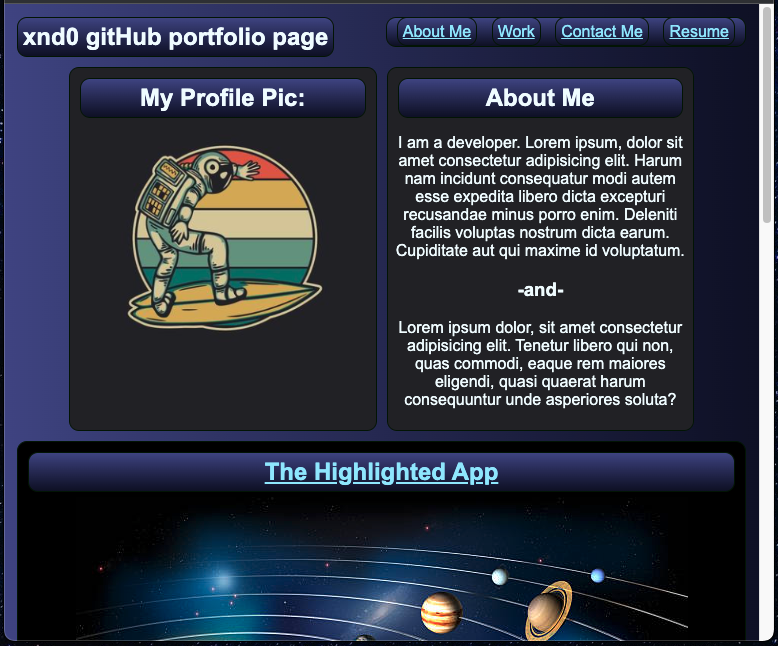 xnd0 gitHub portfolio page
About Me
Work
Contact Me
Resume
My Profile Pic:
About Me
I am a developer. Lorem ipsum, dolor sit
amet consectetur adipisicing elit. Harum
nam incidunt consequatur modi autem
esse expedita libero dicta excepturi
recusandae minus porro enim. Deleniti
facilis voluptas nostrum dicta earum.
Cupiditate aut qui maxime id voluptatum.
-and-
Lorem ipsum dolor, sit amet consectetur
adipisicing elit. Tenetur libero qui non,
quas commodi, eaque rem maiores
eligendi, quasi quaerat harum
consequuntur unde asperiores soluta?
The Highlighted App